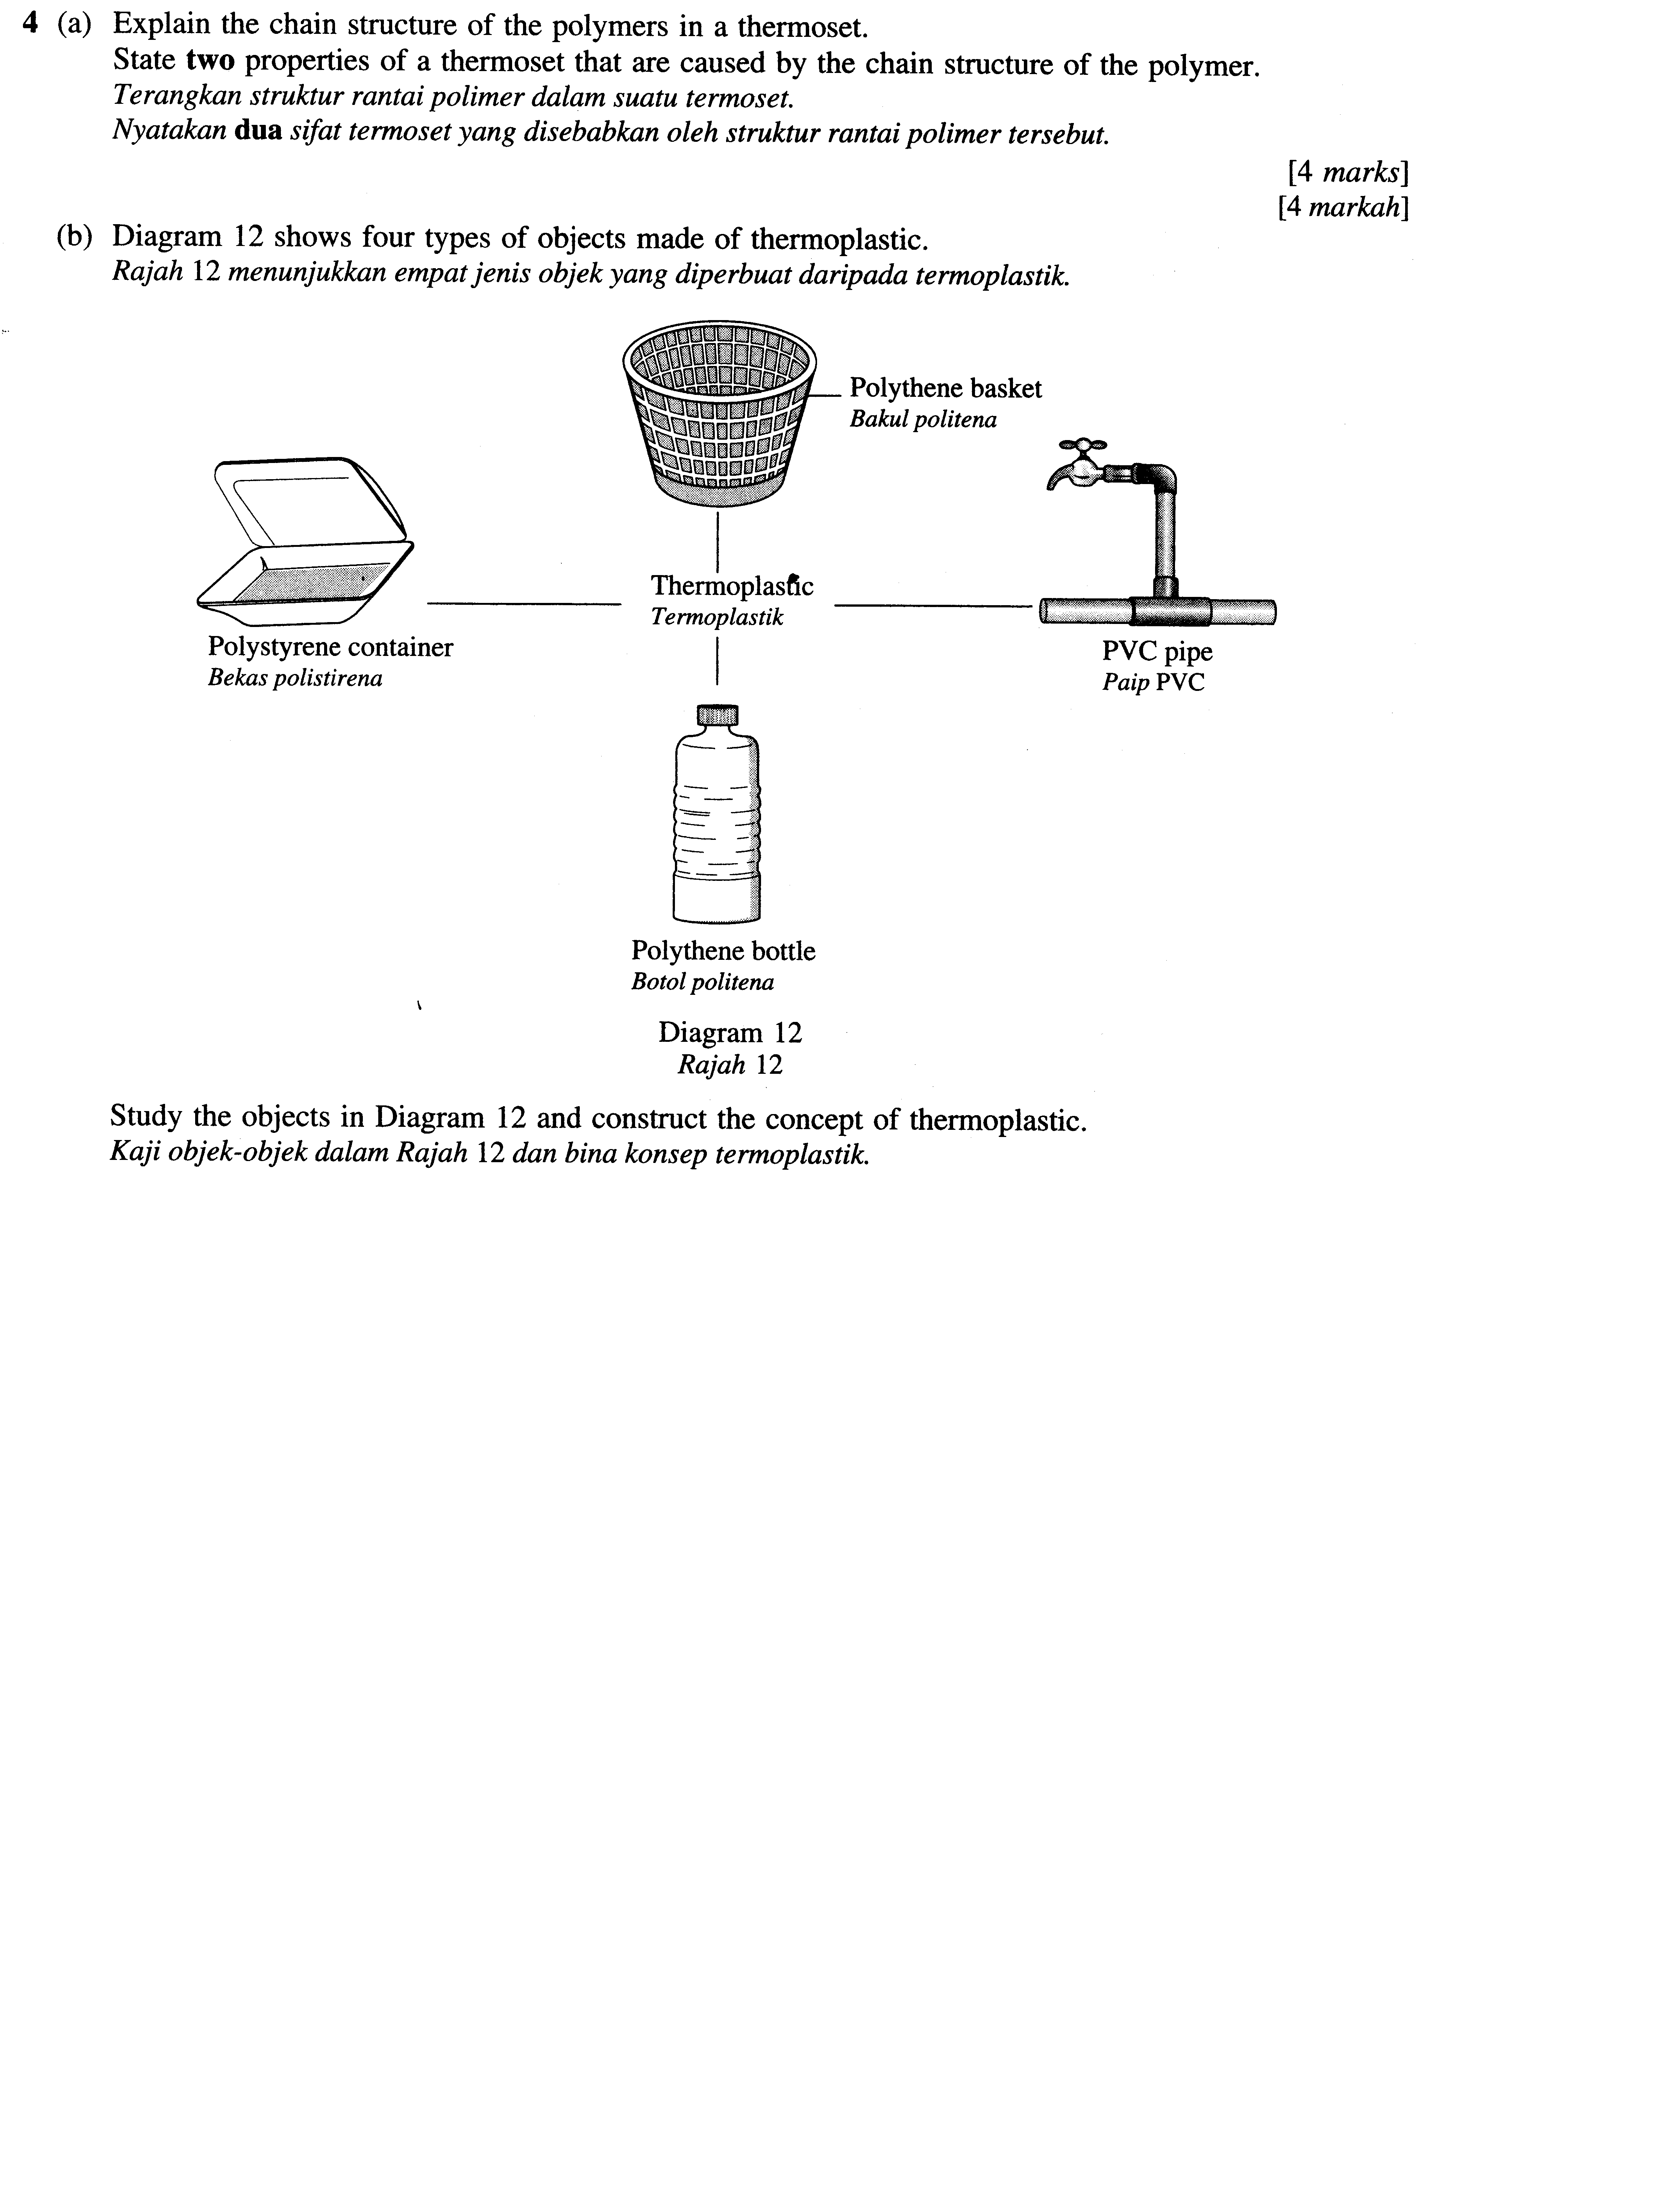 4 (a) Explain the chain structure of the polymers in a thermoset.
State two properties of a thermoset that are caused by the chain structure of the polymer.
Terangkan struktur rantai polimer dalam suatu termoset.
Nyatakan dua sifat termoset yang disebabkan oleh struktur rantai polimer tersebut.
[4 marks]
[4 markah]
(b) Diagram 12 shows four types of objects made of thermoplastic.
Rajah 12 menunjukkan empat jenis objek yang diperbuat daripada termoplastik.
Polythene basket
Bakul politena
Thermoplastic
Termoplastik
Polystyrene container
Bekas polistirena
PVC pipe
Paip PVC
Polythene bottle
Botol politena
Diagram 12
Rajah 12
Study the objects in Diagram 12 and construct the concept of thermoplastic.
Kaji objek-objek dalam Rajah 12 dan bina konsep termoplastik.